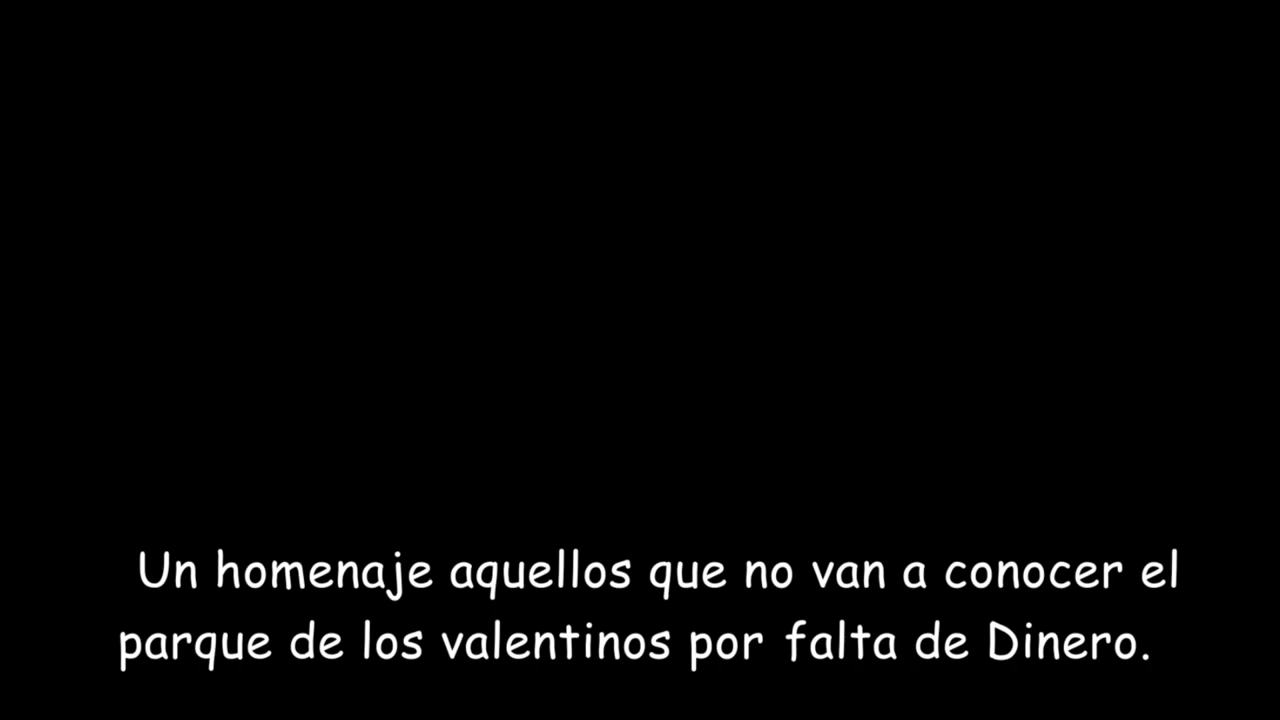 Un homenaje aquellos que no van a conocer el
parque de los valentinos por falta de Dinero.